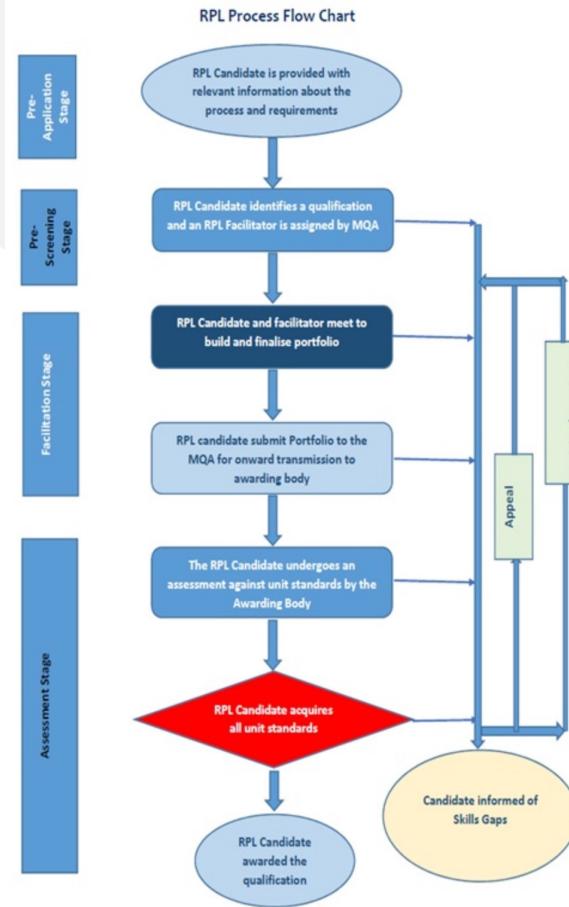 RPL Process Flow Chart
Pre-
Application
Stage
RPL Candidate is provided with
relevant information about the
process and requirements
Pre-
Screening
Stage
RPL Candidate identifies a qualification
and an RPL Facilitator is assigned by MQA
Facilitation Stage
RPL Candidate and facilitator meet to
build and finalise portfolio
RPL candidate submit Portfolio to the
MQA for onward transmission to
awarding body
Appeal
Assessment Stage
The RPL Candidate undergoes an
assessment against unit standards by the
Awarding Body
RPL Candidate acquires
all unit standards
Candidate informed of
Skills Gaps
RPL Candidate
awarded the
qualification